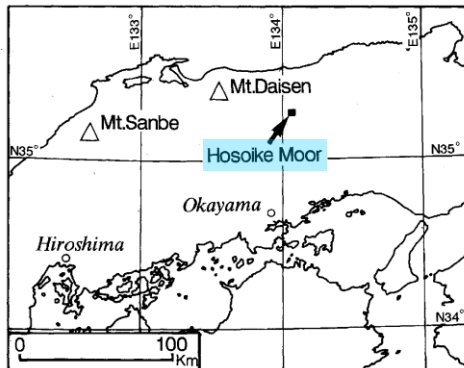 E133°
E134°
E135°
Mt.Daisen
Mt.Sanbe
Hosoike Moor
N35°
N35°
Okayama
Hiroshima
N34°
0 100
Km